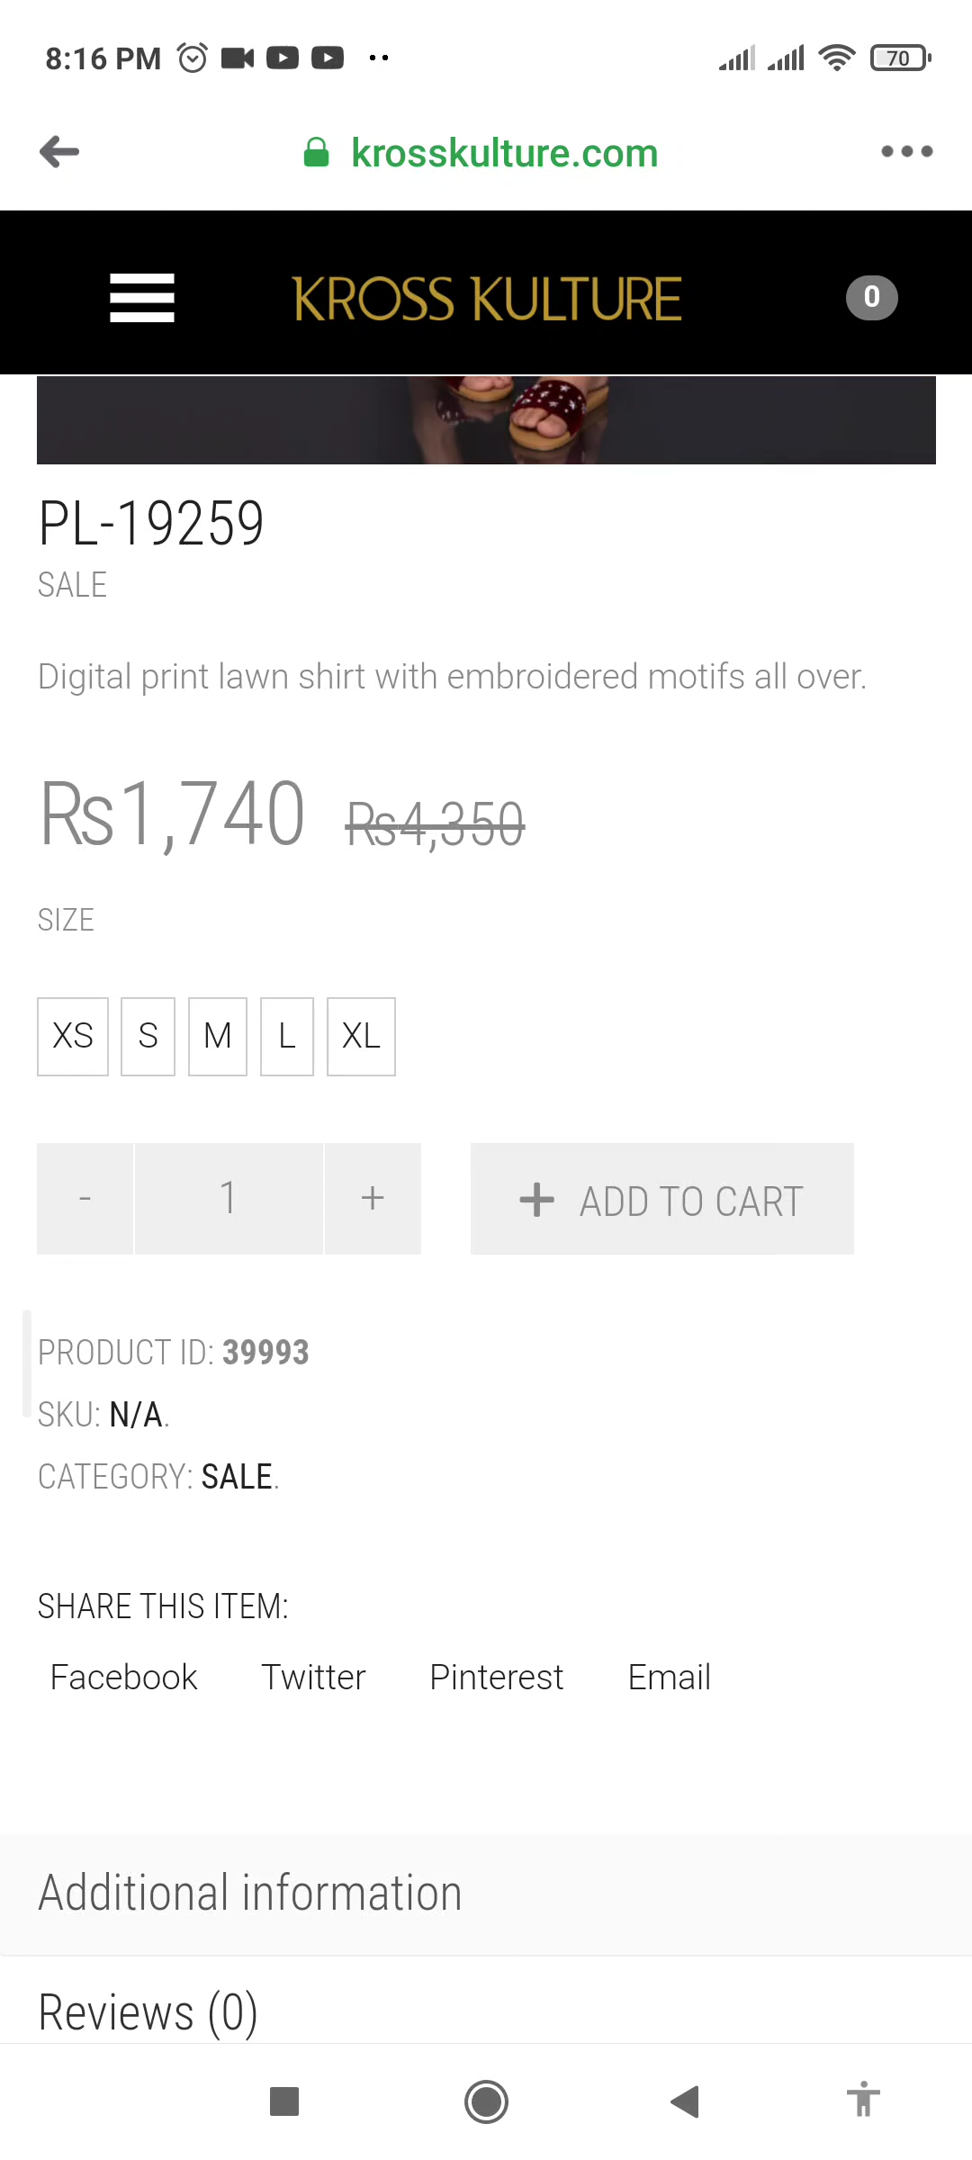 8:16 PM 70
krosskulture.com
KROSS KULTURE 0
PL-19259
SALE
Digital print lawn shirt with embroidered motifs all over.
₨1,740 ₨4,350
SIZE
XS S M L XL
- 1 + + ADD TO CART
PRODUCT ID: 39993
SKU: N/A.
CATEGORY: SALE.
SHARE THIS ITEM:
Facebook Twitter Pinterest Email
Additional information
Reviews (0)